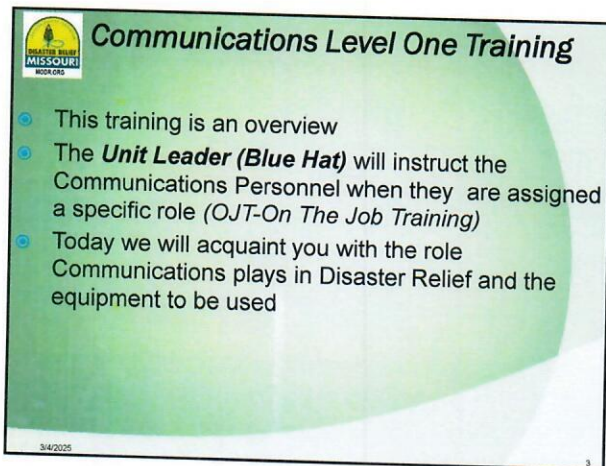 DISASTER RELIEF
MISSOURI
MODR.ORG
Communications Level One Training
This training is an overview
The Unit Leader (Blue Hat) will instruct the
Communications Personnel when they are assigned
a specific role (OJT-On The Job Training)
Today we will acquaint you with the role
Communications plays in Disaster Relief and the
equipment to be used
3/4/2025
3